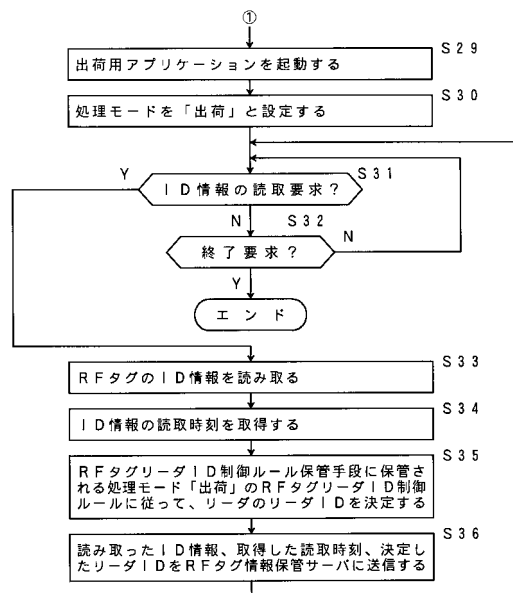 ①
S29
出荷用アプリケーションを起動する
S30
処理モードを「出荷」と設定する
S31
Y
ID情報の読取要求?
N
S32
終了要求?
N
Y
エンド
S33
RFタグのID情報を読み取る
S34
ID情報の読取時刻を取得する
S35
RFタグリーダID制御ルール保管手段に保管さ
れる処理モード「出荷」のRFタグリーダID制御
ルールに従って、リーダのリーダIDを決定する
S36
読み取ったID情報、取得した読取時刻、決定し
たリーダIDをRFタグ情報保管サーバに送信する